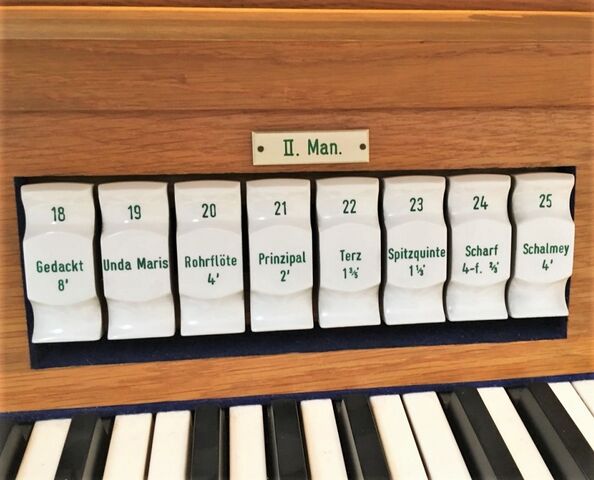 II. Man.
18
Gedackt
8'
19
Unda Maris
20
Rohrflöte
4'
21
Prinzipal
2'
22
Terz
1 3/5'
23
Spitzquinte
1 1/3'
24
Scharf
4-f. 2/3'
25
Schalmey
4'